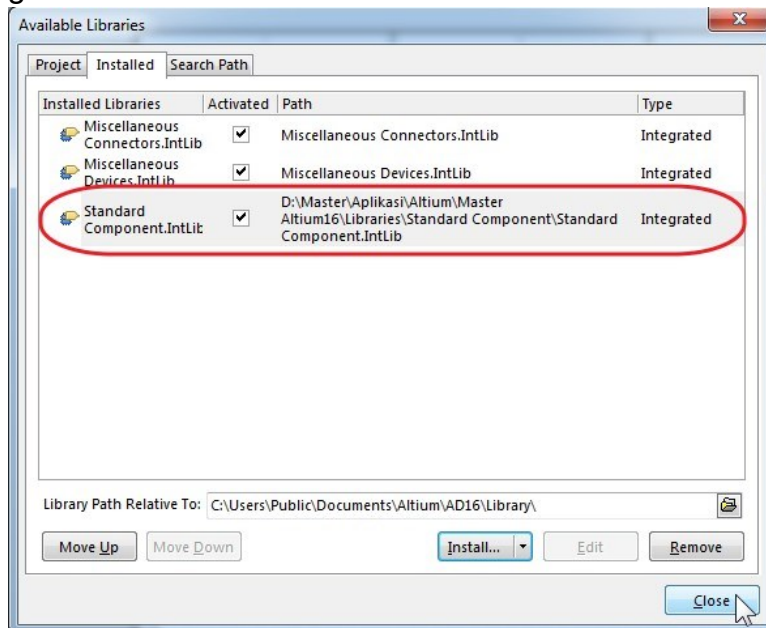 Available Libraries
Project Installed Search Path
Installed Libraries Activated Path Type
Miscellaneous
Connectors.IntLib
Miscellaneous Connectors.IntLib Integrated
Miscellaneous
Devices.IntLib
Miscellaneous Devices.IntLib Integrated
Standard
Component.IntLib
D:\Master\Aplikasi\Altium\Master
Altium16\Libraries\Standard Component\Standard
Component.IntLib
Integrated
Library Path Relative To: C:\Users\Public\Documents\Altium\AD16\Library\
Move Up Move Down Install... Edit Remove
Close